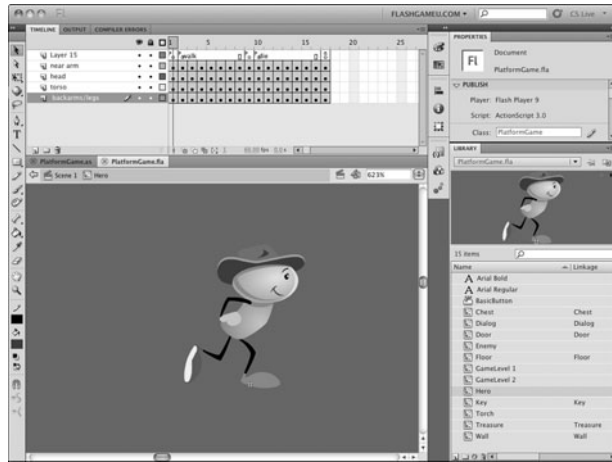 FLASHGAMEU.COM
CS Live
TIMELINE OUTPUT COMPILER ERRORS
1 5 10 15 20 25
Layer 15
walk
die
near arm
head
torso
backarms/legs
PlatformGame.as PlatformGame.fla
Scene 1 Hero 623%
PROPERTIES
Fl
Document
PlatformGame.fla
PUBLISH
Player: Flash Player 9
Script: ActionScript 3.0
Class: PlatformGame
LIBRARY
PlatformGame.fla
15 items
Name Linkage
Arial Bold
Arial Regular
BasicButton
Chest Chest
Dialog Dialog
Door Door
Enemy
Floor Floor
GameLevel 1
GameLevel 2
Hero
Key Key
Torch
Treasure Treasure
Wall Wall